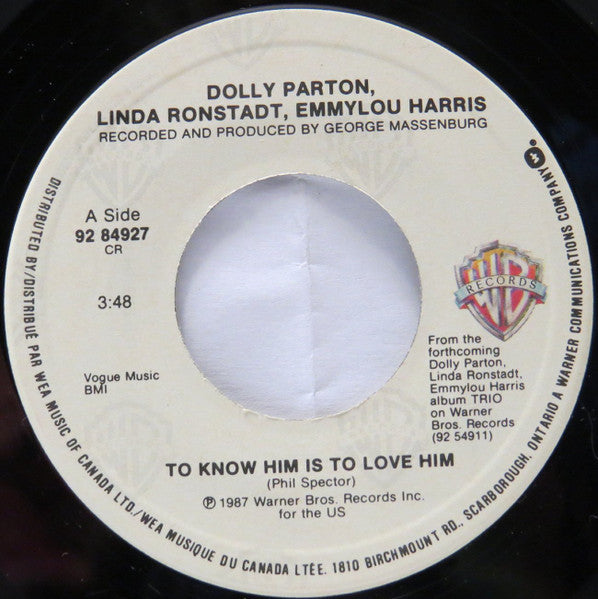 DOLLY PARTON,
LINDA RONSTADT, EMMYLOU HARRIS
RECORDED AND PRODUCED BY GEORGE MASSENBURG
A Side
92 84927
CR
3:48
Vogue Music
BMI
WB
RECORDS
From the
forthcoming
Dolly Parton,
Linda Ronstadt,
Emmylou Harris
album TRIO
on Warner
Bros. Records
(92 54911)
TO KNOW HIM IS TO LOVE HIM
(Phil Spector)
℗ 1987 Warner Bros. Records Inc.
for the US
DISTRIBUTED BY/DISTRIBUÉ PAR WEA MUSIC OF CANADA LTD./WEA MUSIQUE DU CANADA LTÉE. 1810 BIRCHMOUNT RD., SCARBOROUGH, ONTARIO A WARNER COMMUNICATIONS COMPANY.